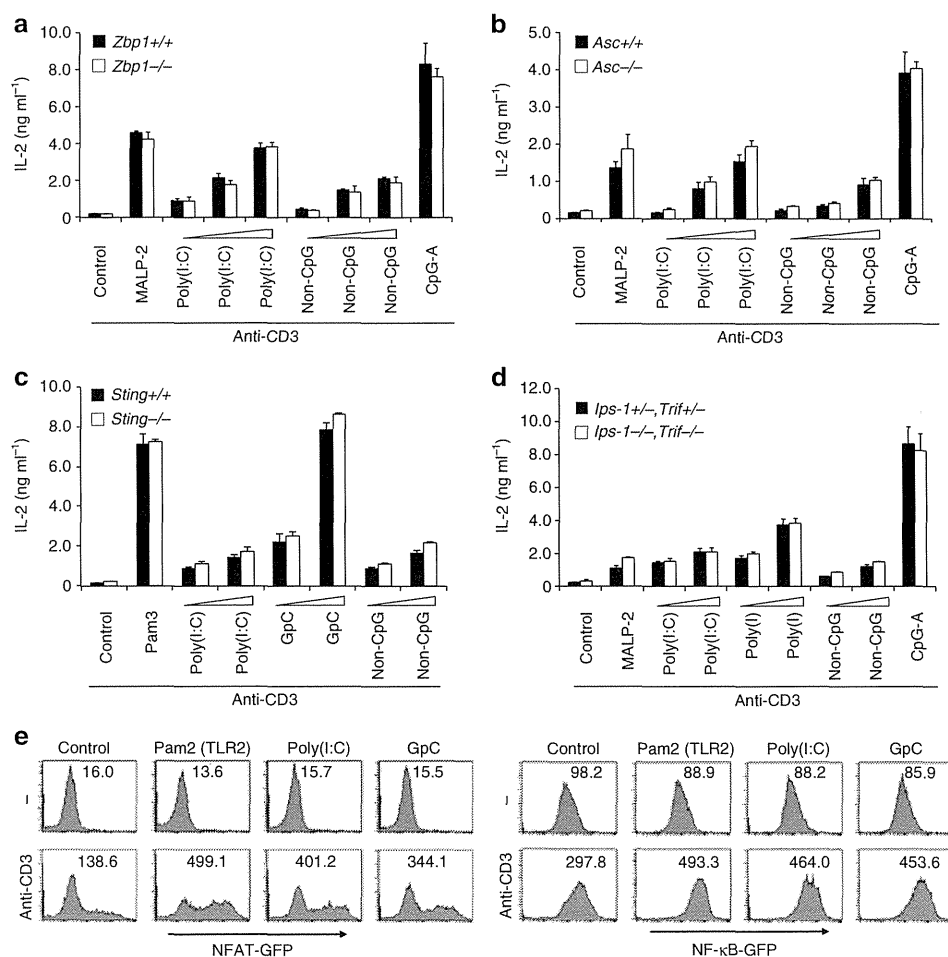 a
Zbp1+/+
Zbp1−/−
IL-2 (ng ml−1)
10.0
8.0
6.0
4.0
2.0
0
Control
MALP-2
Poly(I:C)
Poly(I:C)
Poly(I:C)
Non-CpG
Non-CpG
Non-CpG
CpG-A
Anti-CD3
b
Asc+/+
Asc−/−
IL-2 (ng ml−1)
5.0
4.0
3.0
2.0
1.0
0
Control
MALP-2
Poly(I:C)
Poly(I:C)
Poly(I:C)
Non-CpG
Non-CpG
Non-CpG
CpG-A
Anti-CD3
c
Sting+/+
Sting−/−
IL-2 (ng ml−1)
10.0
8.0
6.0
4.0
2.0
0
Control
Pam3
Poly(I:C)
Poly(I:C)
GpC
GpC
Non-CpG
Non-CpG
Anti-CD3
d
Ips-1+/−,Trif+/−
Ips-1−/−,Trif−/−
IL-2 (ng ml−1)
12.0
10.0
8.0
6.0
4.0
2.0
0
Control
MALP-2
Poly(I:C)
Poly(I:C)
Poly(I)
Poly(I)
Non-CpG
Non-CpG
CpG-A
Anti-CD3
e
Control Pam2 (TLR2) Poly(I:C) GpC
− 16.0 13.6 15.7 15.5
Anti-CD3 138.6 499.1 401.2 344.1
NFAT-GFP
Control Pam2 (TLR2) Poly(I:C) GpC
− 98.2 88.9 88.2 85.9
Anti-CD3 297.8 493.3 464.0 453.6
NF-κB-GFP